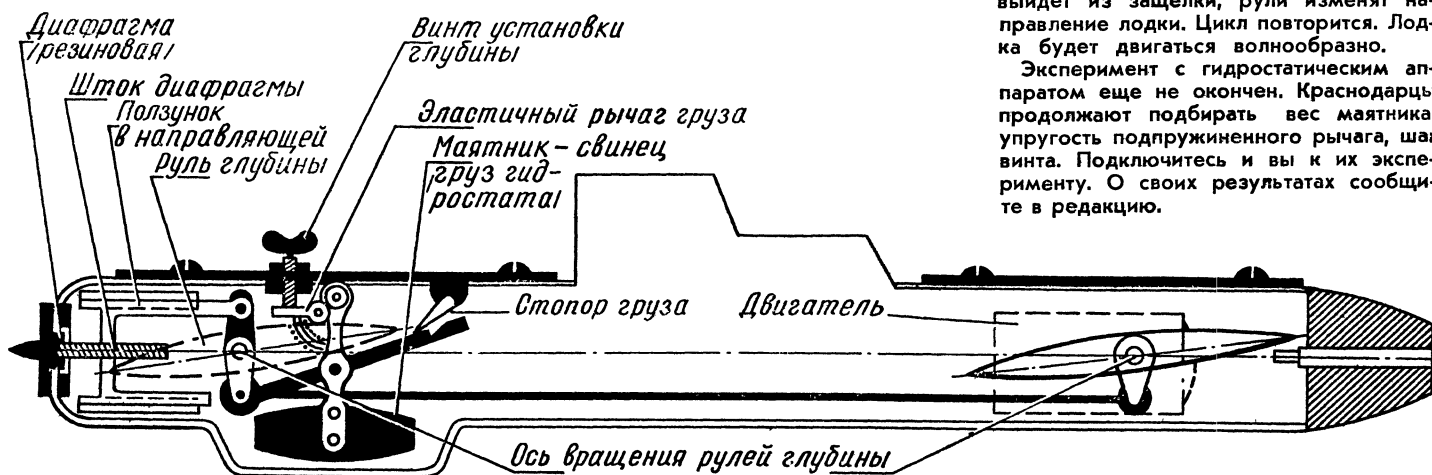 Диафрагма
/резиновая/
Шток диафрагмы
Ползунок
в направляющей
Руль глубины
Винт установки
глубины
Эластичный рычаг груза
Маятник – свинец
/груз гид-
ростата/
Стопор груза
Двигатель
Ось вращения рулей глубины
выйдет из защелки, рули изменят на-
правление лодки. Цикл повторится. Лод-
ка будет двигаться волнообразно.
Эксперимент с гидростатическим ап-
паратом еще не окончен. Краснодарцы
продолжают подбирать вес маятника
упругость подпружиненного рычага,
винта. Подключитесь и вы к их экспе-
рименту. О своих результатах сообщи-
те в редакцию.